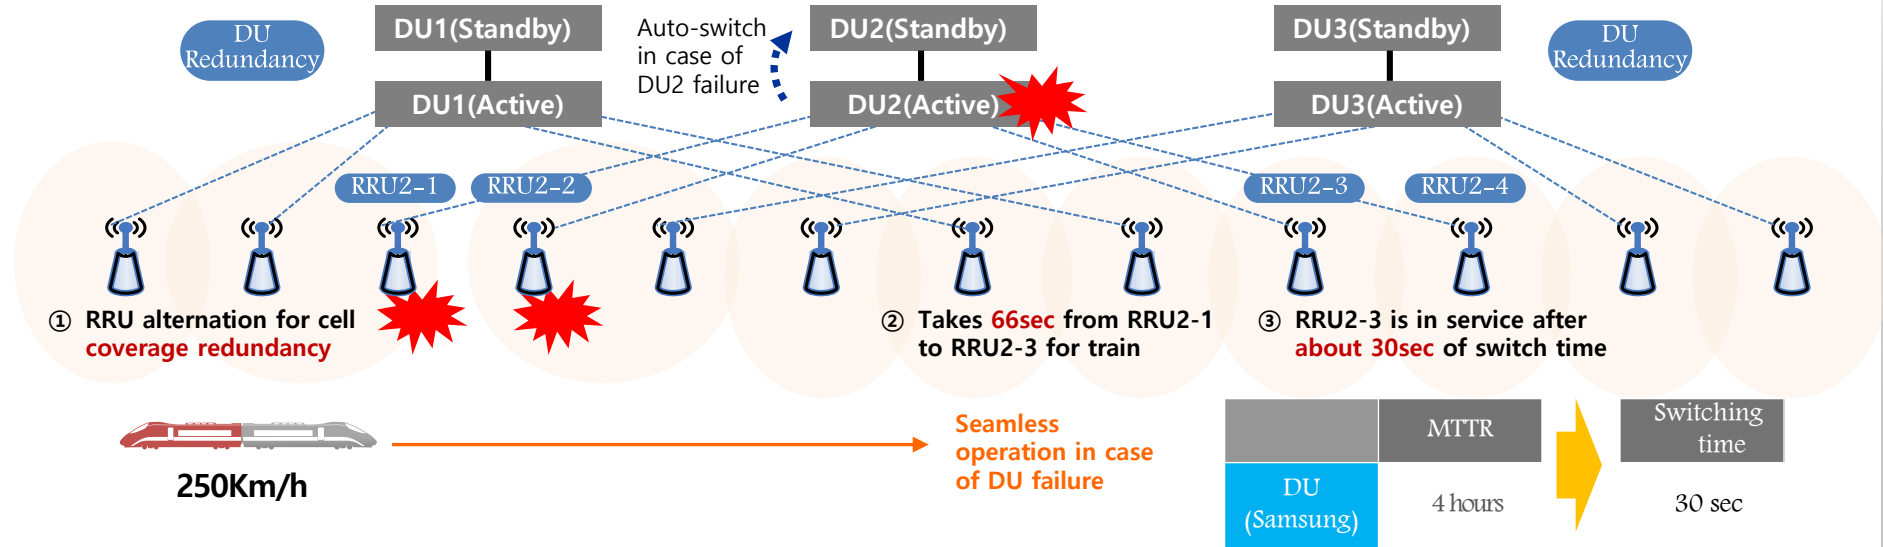 DU
Redundancy
DU1(Standby)
DU1(Active)
Auto-switch
in case of
DU2 failure
DU2(Standby)
DU2(Active)
DU3(Standby)
DU3(Active)
DU
Redundancy
RRU2-1
RRU2-2
RRU2-3
RRU2-4
① RRU alternation for cell
coverage redundancy
② Takes 66sec from RRU2-1
to RRU2-3 for train
③ RRU2-3 is in service after
about 30sec of switch time
250Km/h
Seamless
operation in case
of DU failure
MTTR
Switching
time
DU
(Samsung)
4 hours
30 sec